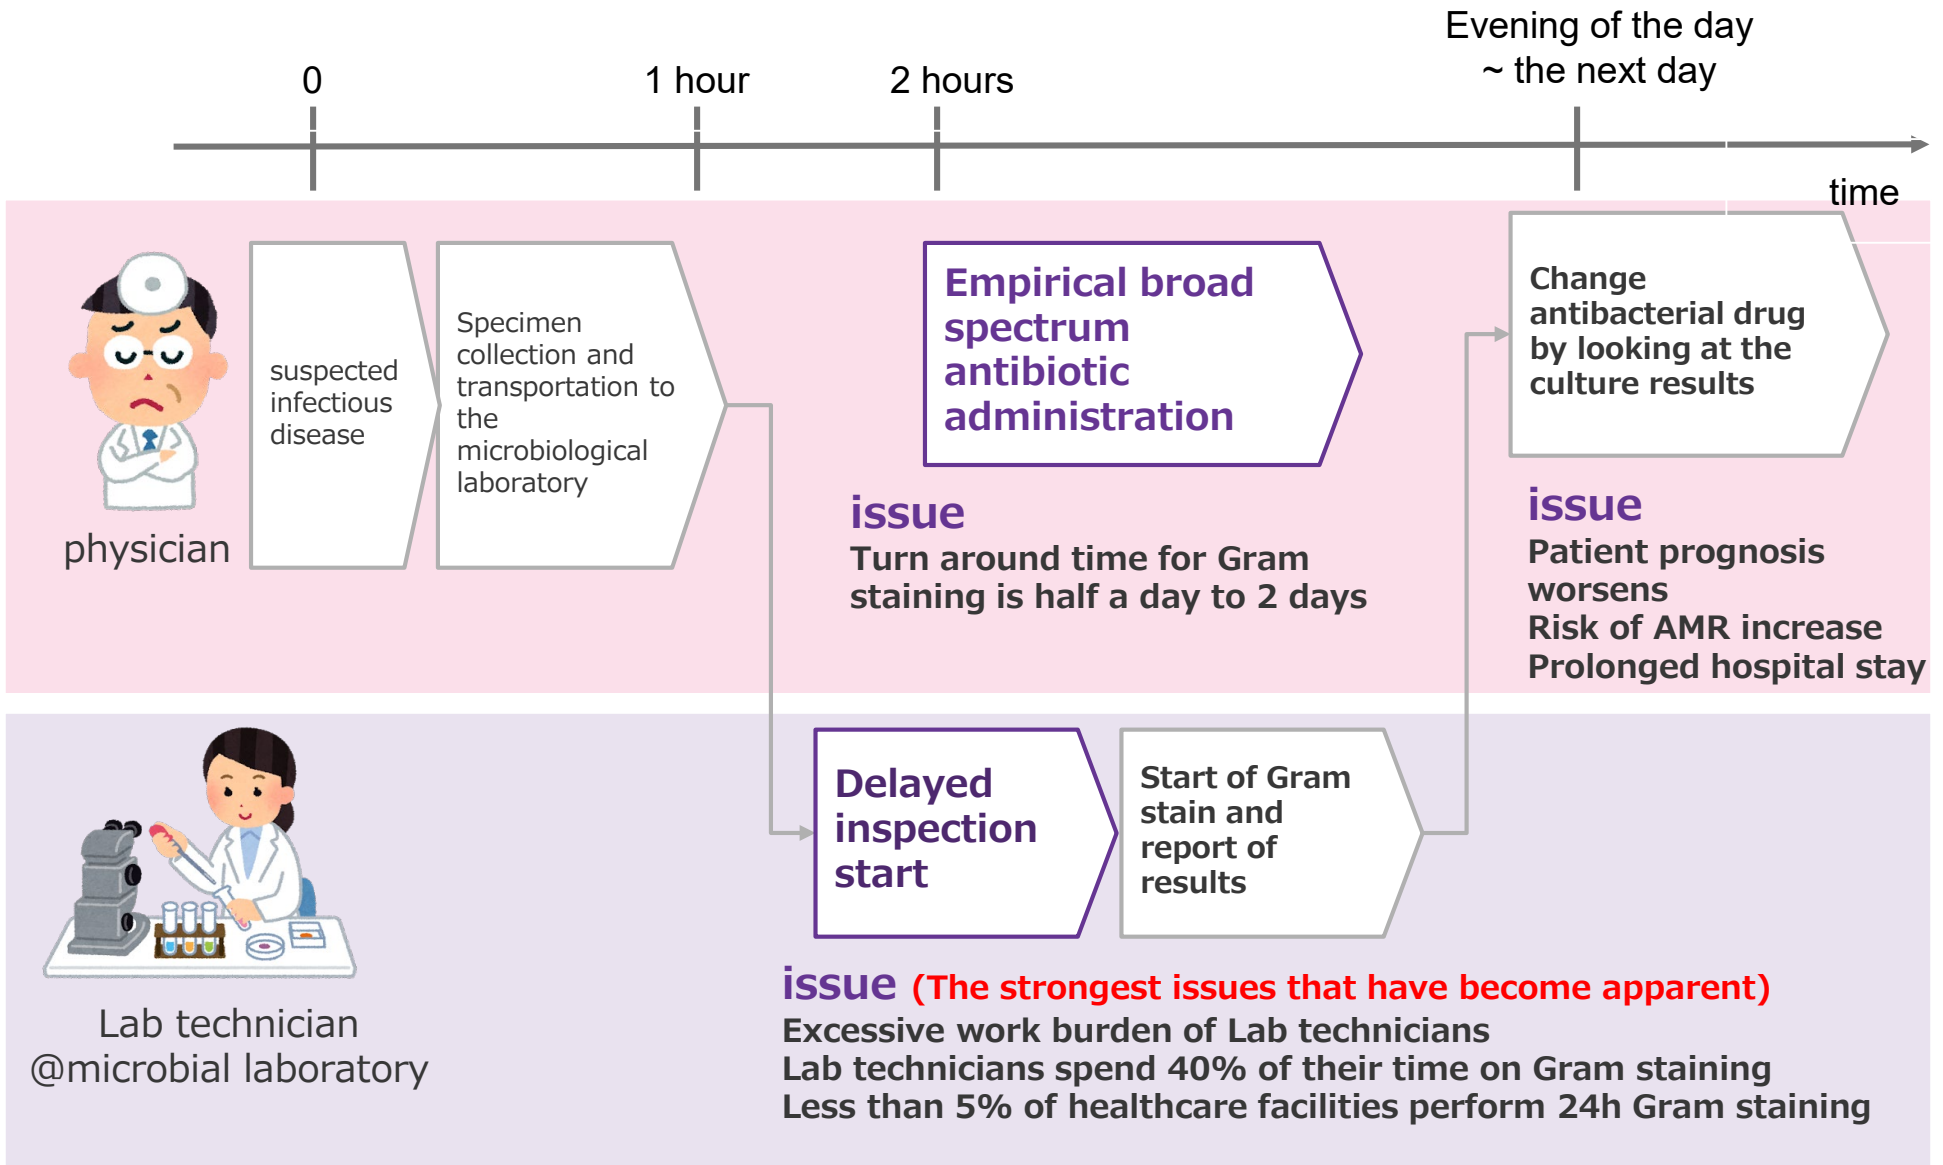 Evening of the day
~ the next day
0
1 hour
2 hours
time
physician
suspected
infectious
disease
Specimen
collection and
transportation to
the
microbiological
laboratory
Empirical broad
spectrum
antibiotic
administration
issue
Turn around time for Gram
staining is half a day to 2 days
Change
antibacterial drug
by looking at the
culture results
issue
Patient prognosis
worsens
Risk of AMR increase
Prolonged hospital stay
Lab technician
@microbial laboratory
Delayed
inspection
start
Start of Gram
stain and
report of
results
issue (The strongest issues that have become apparent)
Excessive work burden of Lab technicians
Lab technicians spend 40% of their time on Gram staining
Less than 5% of healthcare facilities perform 24h Gram staining